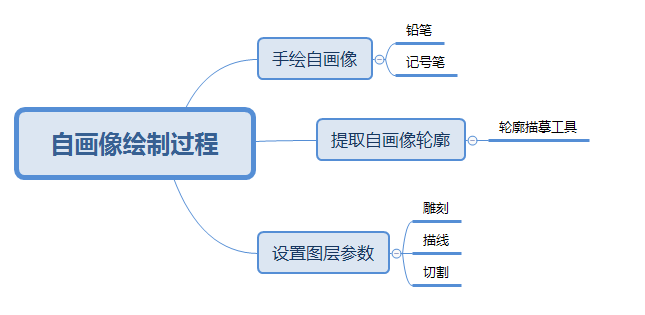 自画像绘制过程
手绘自画像
铅笔
记号笔
提取自画像轮廓
轮廓描摹工具
设置图层参数
雕刻
描线
切割